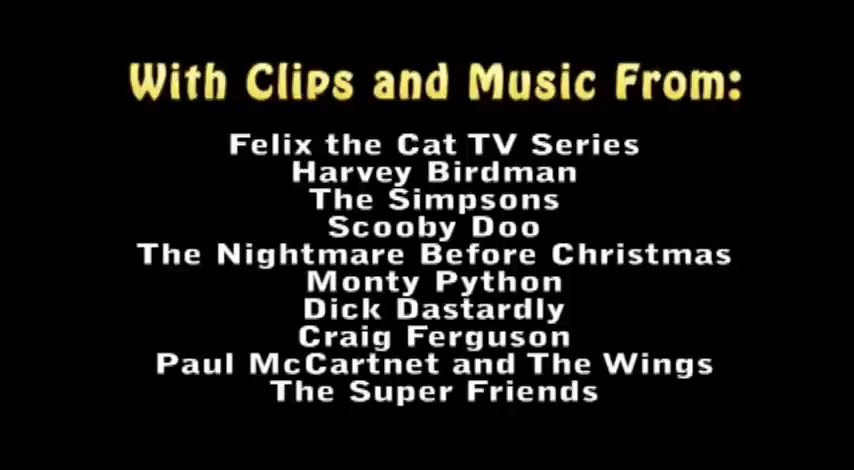 With Clips and Music From:
Felix the Cat TV Series
Harvey Birdman
The Simpsons
Scooby Doo
The Nightmare Before Christmas
Monty Python
Dick Dastardly
Craig Ferguson
Paul McCartnet and The Wings
The Super Friends